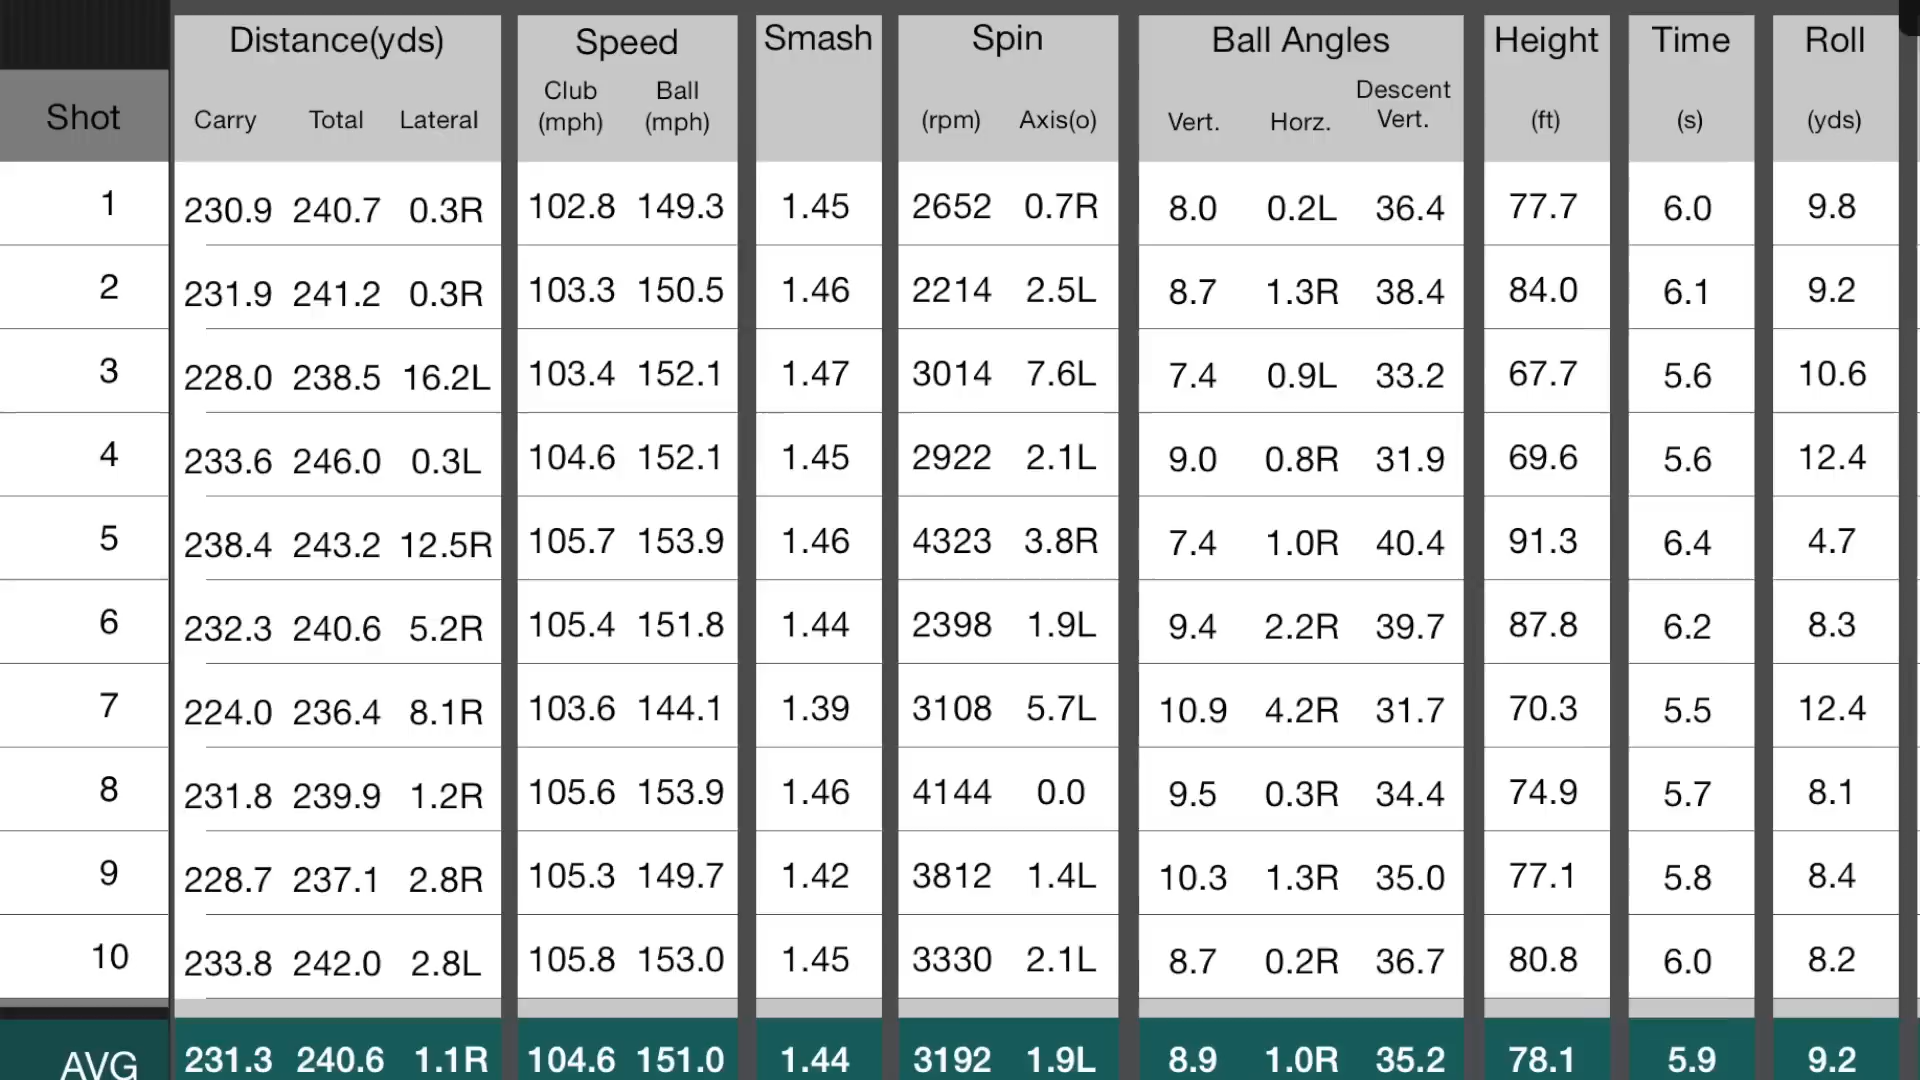 Distance(yds) Speed Smash Spin Ball Angles Height Time Roll
Shot Carry Total Lateral Club (mph) Ball (mph) (rpm) Axis(o) Vert. Horz. Descent Vert. (ft) (s) (yds)
1 230.9 240.7 0.3R 102.8 149.3 1.45 2652 0.7R 8.0 0.2L 36.4 77.7 6.0 9.8
2 231.9 241.2 0.3R 103.3 150.5 1.46 2214 2.5L 8.7 1.3R 38.4 84.0 6.1 9.2
3 228.0 238.5 16.2L 103.4 152.1 1.47 3014 7.6L 7.4 0.9L 33.2 67.7 5.6 10.6
4 233.6 246.0 0.3L 104.6 152.1 1.45 2922 2.1L 9.0 0.8R 31.9 69.6 5.6 12.4
5 238.4 243.2 12.5R 105.7 153.9 1.46 4323 3.8R 7.4 1.0R 40.4 91.3 6.4 4.7
6 232.3 240.6 5.2R 105.4 151.8 1.44 2398 1.9L 9.4 2.2R 39.7 87.8 6.2 8.3
7 224.0 236.4 8.1R 103.6 144.1 1.39 3108 5.7L 10.9 4.2R 31.7 70.3 5.5 12.4
8 231.8 239.9 1.2R 105.6 153.9 1.46 4144 0.0 9.5 0.3R 34.4 74.9 5.7 8.1
9 228.7 237.1 2.8R 105.3 149.7 1.42 3812 1.4L 10.3 1.3R 35.0 77.1 5.8 8.4
10 233.8 242.0 2.8L 105.8 153.0 1.45 3330 2.1L 8.7 0.2R 36.7 80.8 6.0 8.2
AVG 231.3 240.6 1.1R 104.6 151.0 1.44 3192 1.9L 8.9 1.0R 35.2 78.1 5.9 9.2